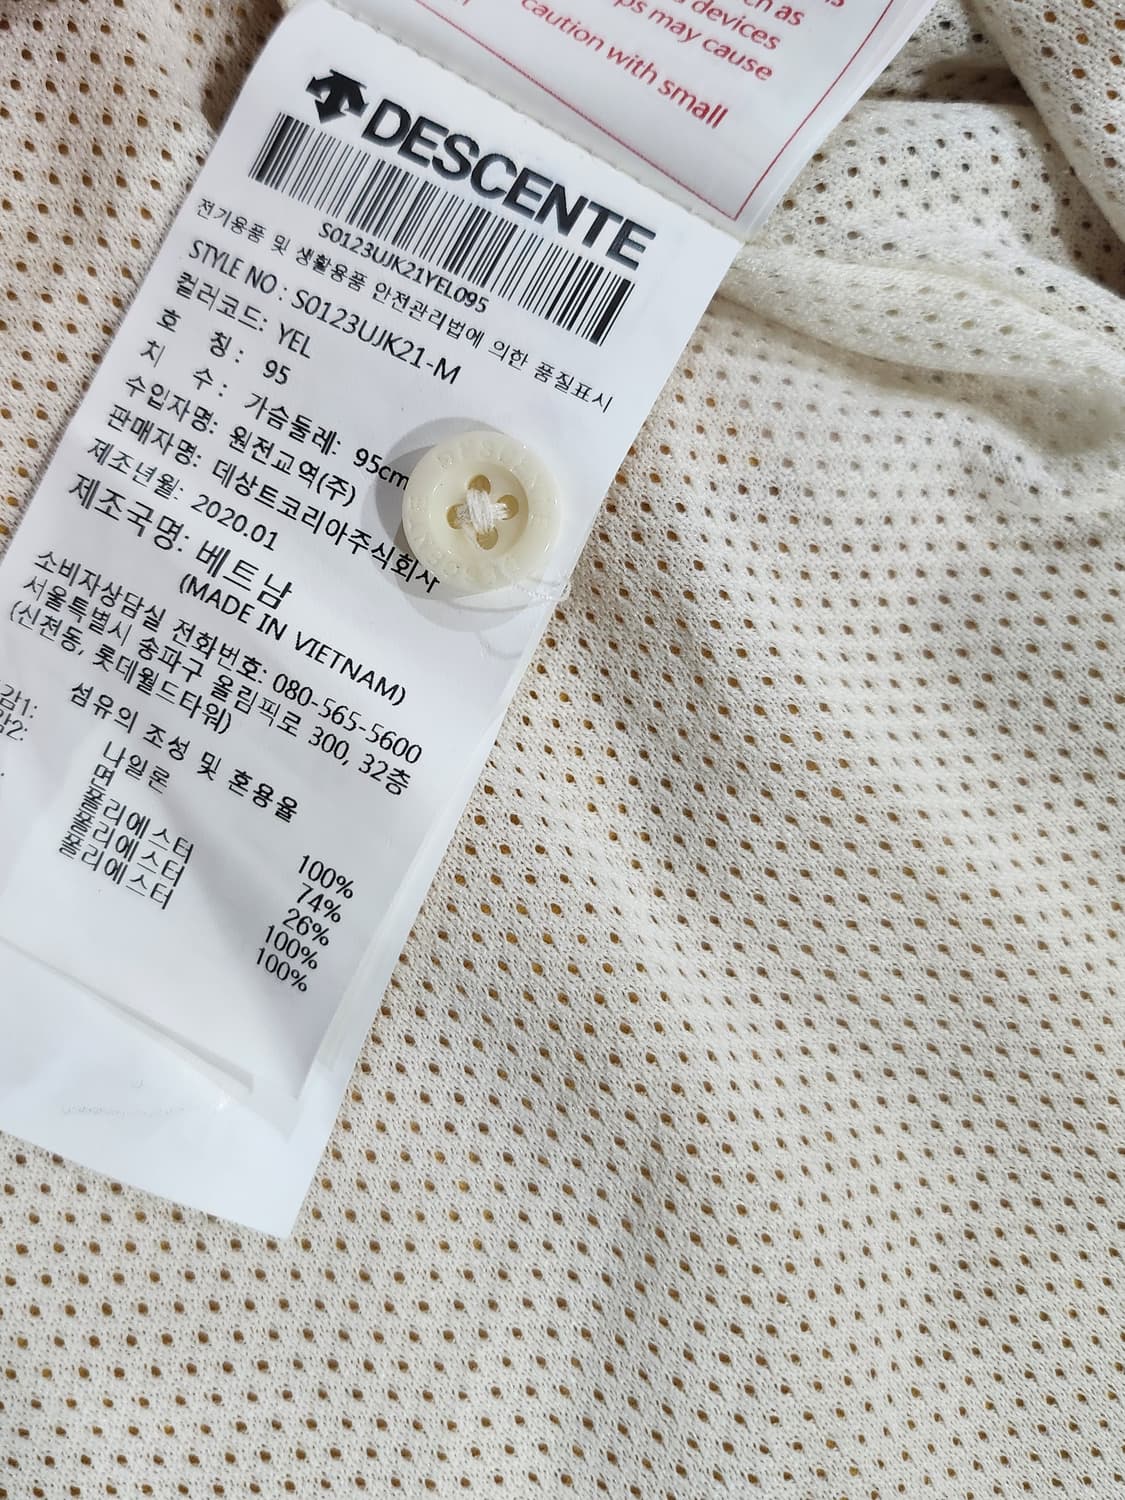 ch as
devices
ps may cause
caution with small
DESCENTE
S0123UJK21YEL095
전기용품 및 생활용품 안전관리법에 의한 품질표시
STYLE NO : S0123UJK21-M
컬러코드: YEL
호 칭: 95
치 수: 가슴둘레: 95cm
수입자명: 원전교역(주)
판매자명: 데상트코리아주식회사
제조년월: 2020.01
제조국명: 베트남
(MADE IN VIETNAM)
소비자상담실 전화번호: 080-565-5600
서울특별시 송파구 올림픽로 300, 32층
(신천동, 롯데월드타워)
섬유의 조성 및 혼용율
감1: 나일론 100%
감2: 면 74%
폴리에스터 26%
폴리에스터 100%
폴리에스터 100%